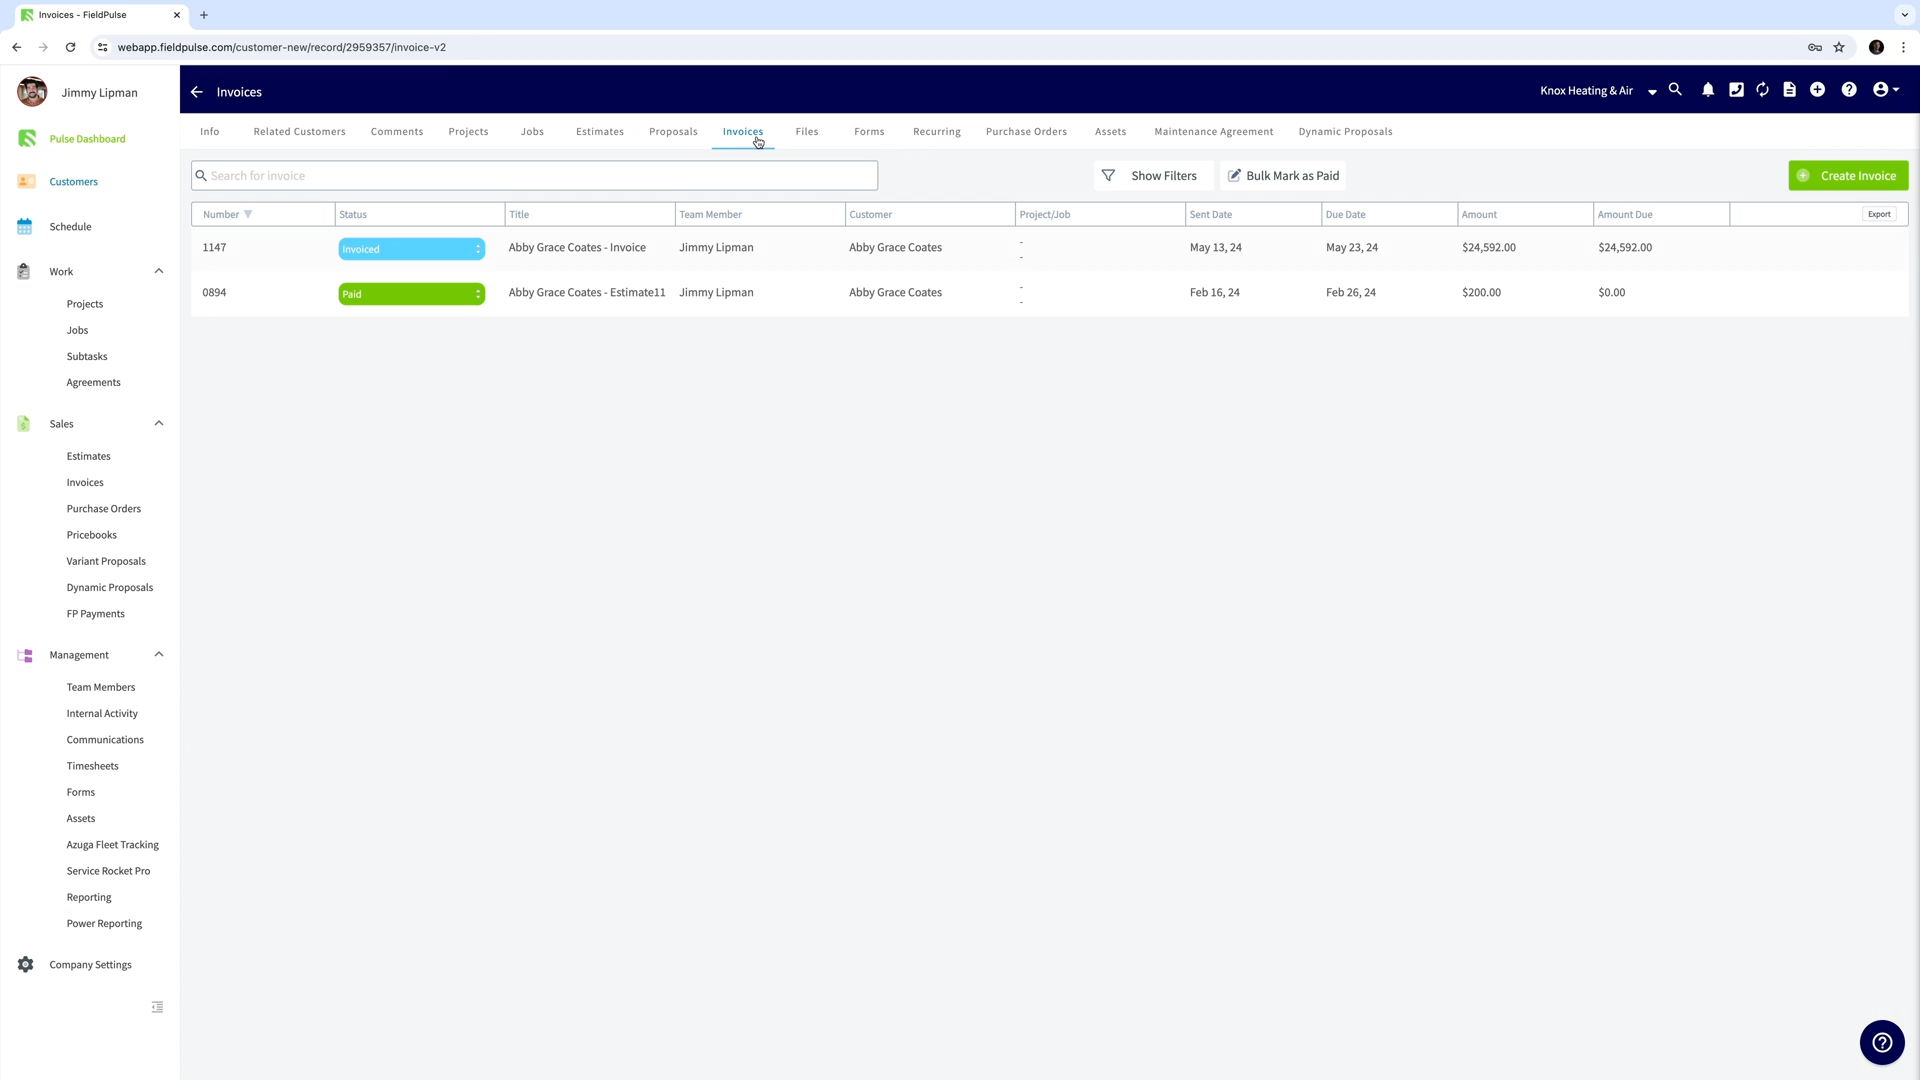 Invoices - FieldPulse
webapp.fieldpulse.com/customer-new/record/2959357/invoice-v2
Jimmy Lipman
Invoices
Knox Heating & Air
Info Related Customers Comments Projects Jobs Estimates Proposals Invoices Files Forms Recurring Purchase Orders Assets Maintenance Agreement Dynamic Proposals
Search for invoice
Show Filters
Bulk Mark as Paid
Create Invoice
Number Status Title Team Member Customer Project/Job Sent Date Due Date Amount Amount Due Export
1147 Invoiced Abby Grace Coates - Invoice Jimmy Lipman Abby Grace Coates - May 13, 24 May 23, 24 $24,592.00 $24,592.00
-
0894 Paid Abby Grace Coates - Estimate11 Jimmy Lipman Abby Grace Coates - Feb 16, 24 Feb 26, 24 $200.00 $0.00
-
Pulse Dashboard
Customers
Schedule
Work
Projects
Jobs
Subtasks
Agreements
Sales
Estimates
Invoices
Purchase Orders
Pricebooks
Variant Proposals
Dynamic Proposals
FP Payments
Management
Team Members
Internal Activity
Communications
Timesheets
Forms
Assets
Azuga Fleet Tracking
Service Rocket Pro
Reporting
Power Reporting
Company Settings